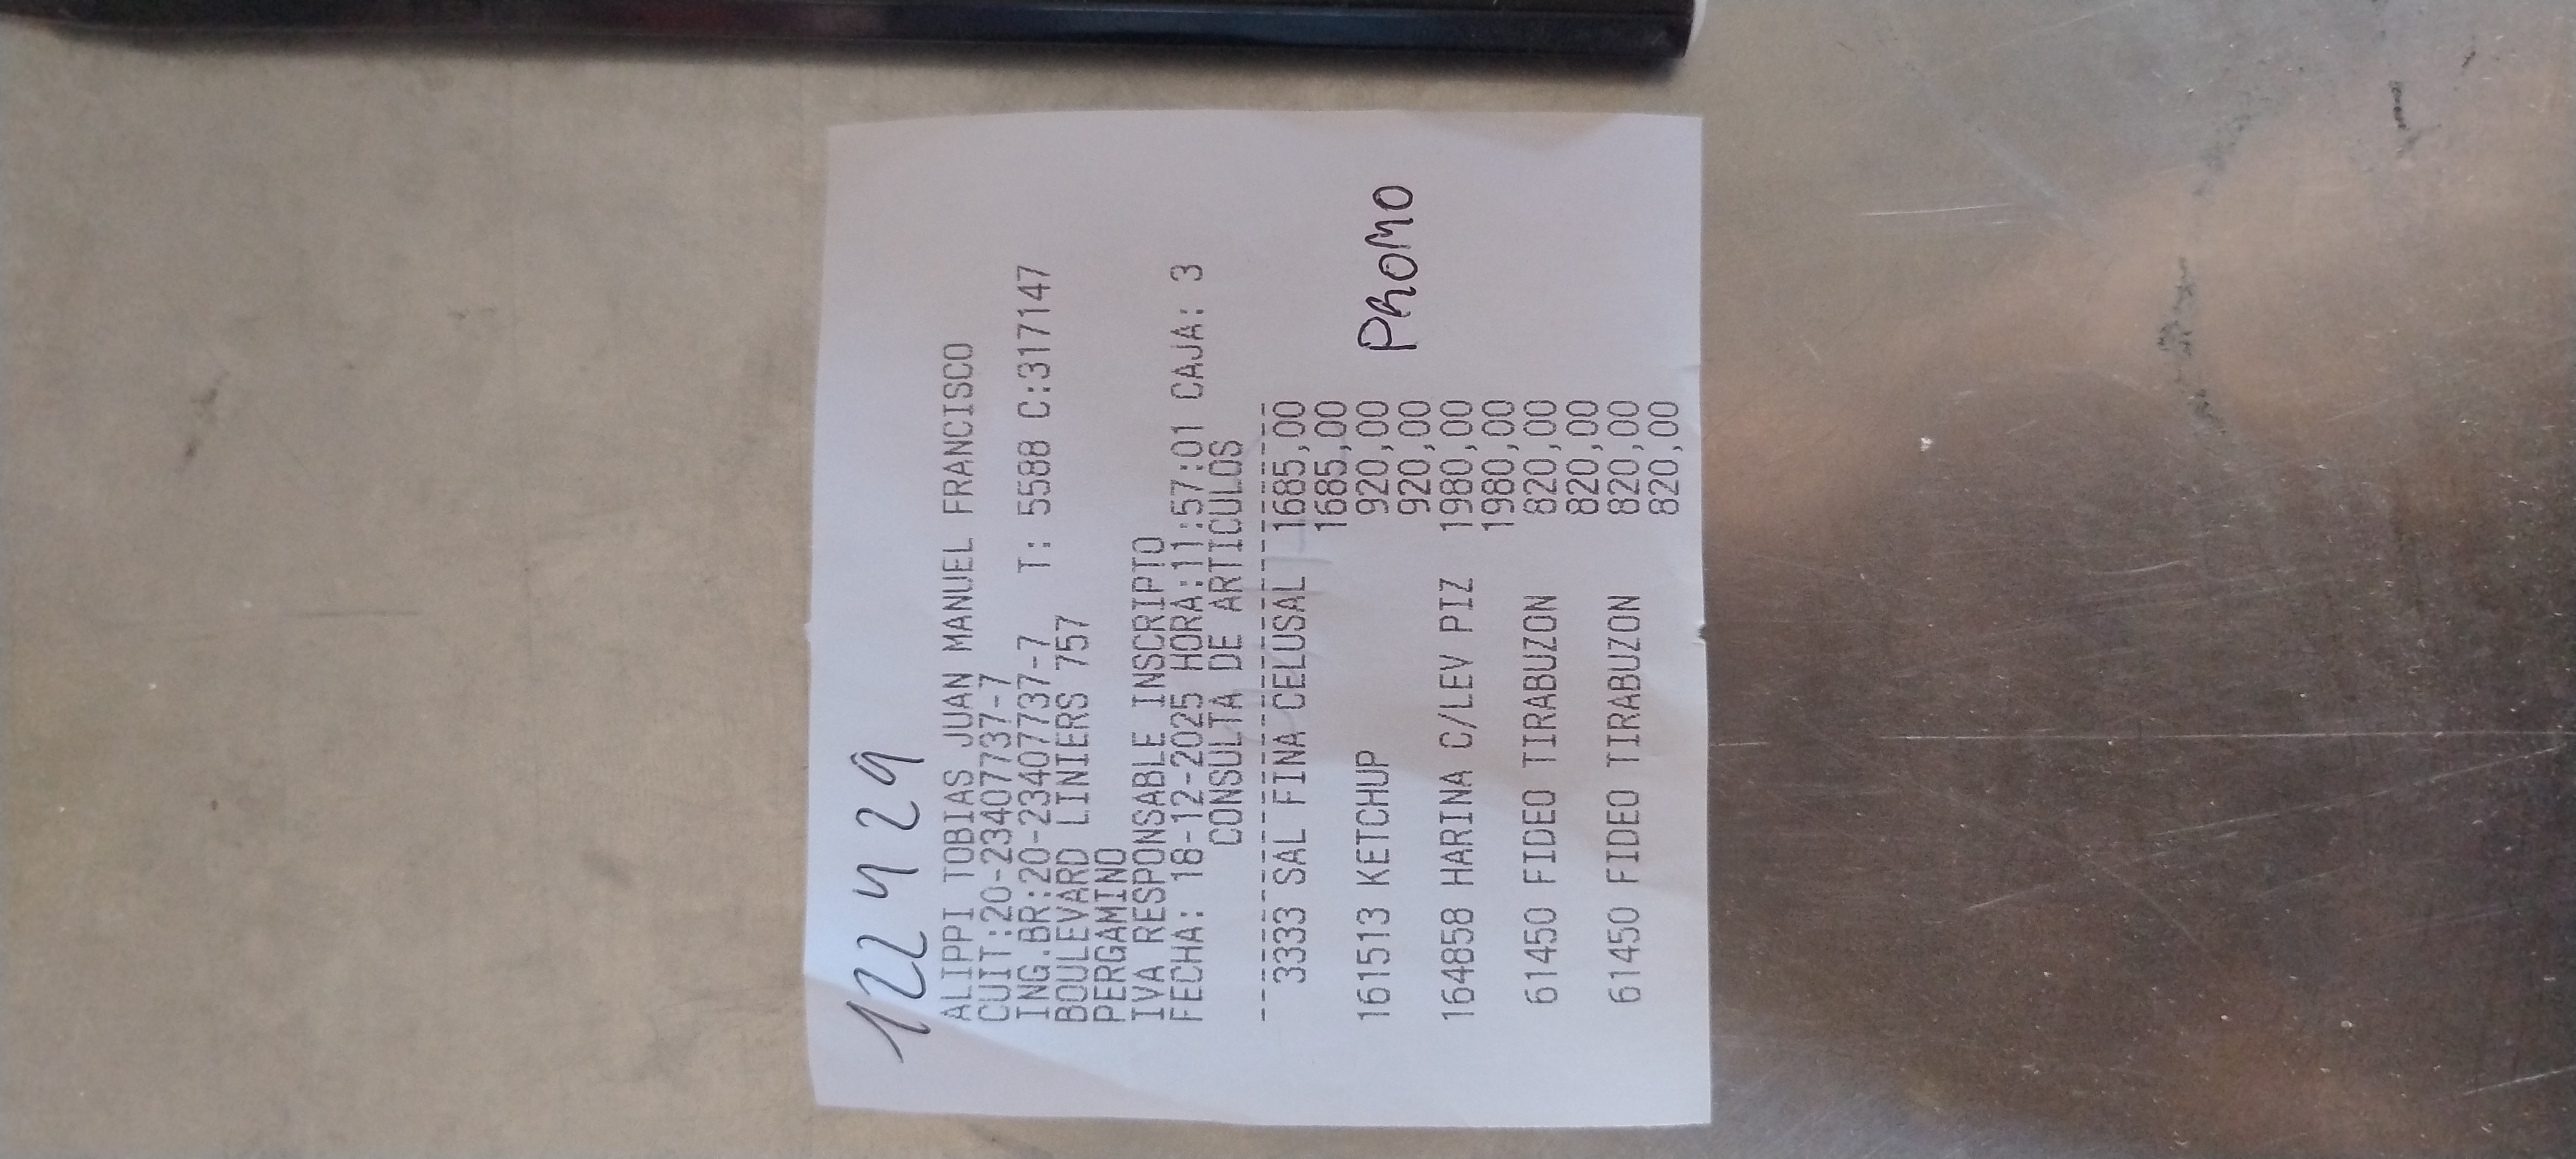 122429
ALIPPI TOBIAS JUAN MANUEL FRANCISCO
CUIT:20-23407737-7
ING.BR:20-23407737-7 T: 5588 C:317147
BOULEVARD LINIERS 757
PERGAMINO
IVA RESPONSABLE INSCRIPTO
FECHA: 18-12-2025 HORA:11:57:01 CAJA: 3
CONSULTA DE ARTICULOS
----------------------------------------
3333 SAL FINA CELUSAL 1685,00
1685,00
161513 KETCHUP 920,00 PROMO
920,00
164858 HARINA C/LEV PIZ 1980,00
1980,00
61450 FIDEO TIRABUZON 820,00
820,00
61450 FIDEO TIRABUZON 820,00
820,00